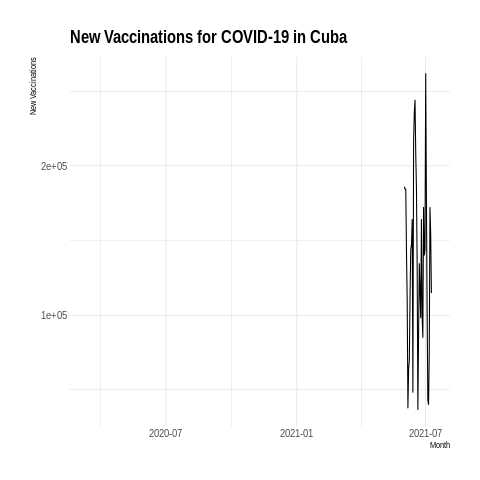 New Vaccinations for COVID-19 in Cuba
New Vaccinations
2e+05
1e+05
2020-07
2021-01
2021-07
Month